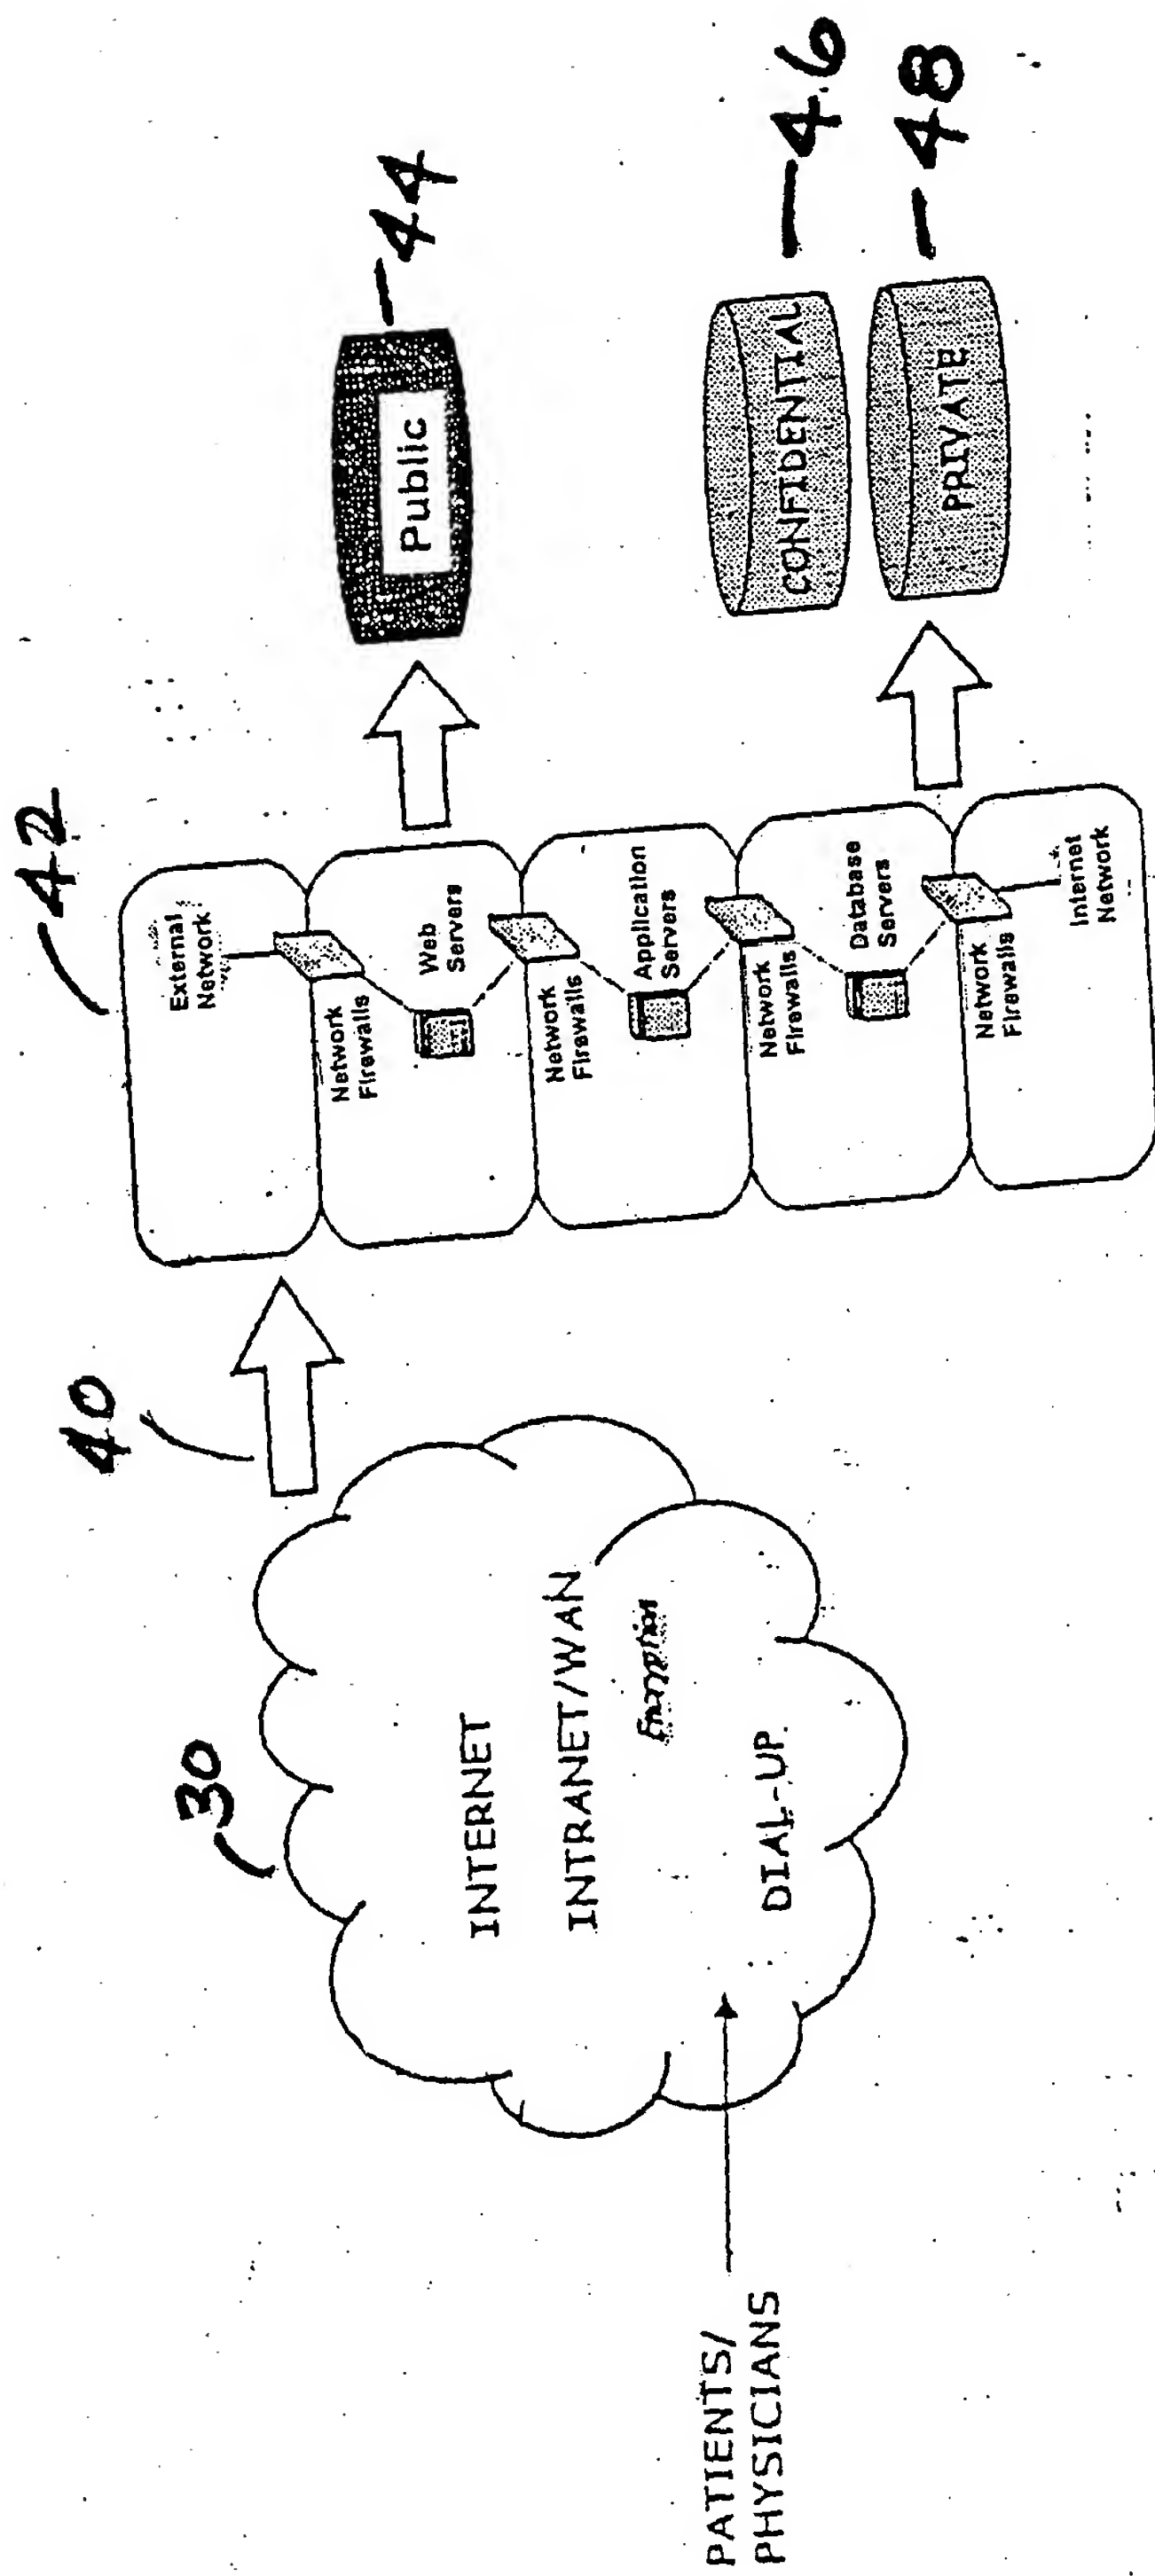 PATIENTS/
PHYSICIANS
30
INTERNET
INTRANET/WAN
Encryption
DIAL-UP
40
42
External
Network
Network
Firewalls
Web
Servers
Network
Firewalls
Application
Servers
Network
Firewalls
Database
Servers
Network
Firewalls
Internet
Network
Public
44
CONFIDENTIAL
46
PRIVATE
48